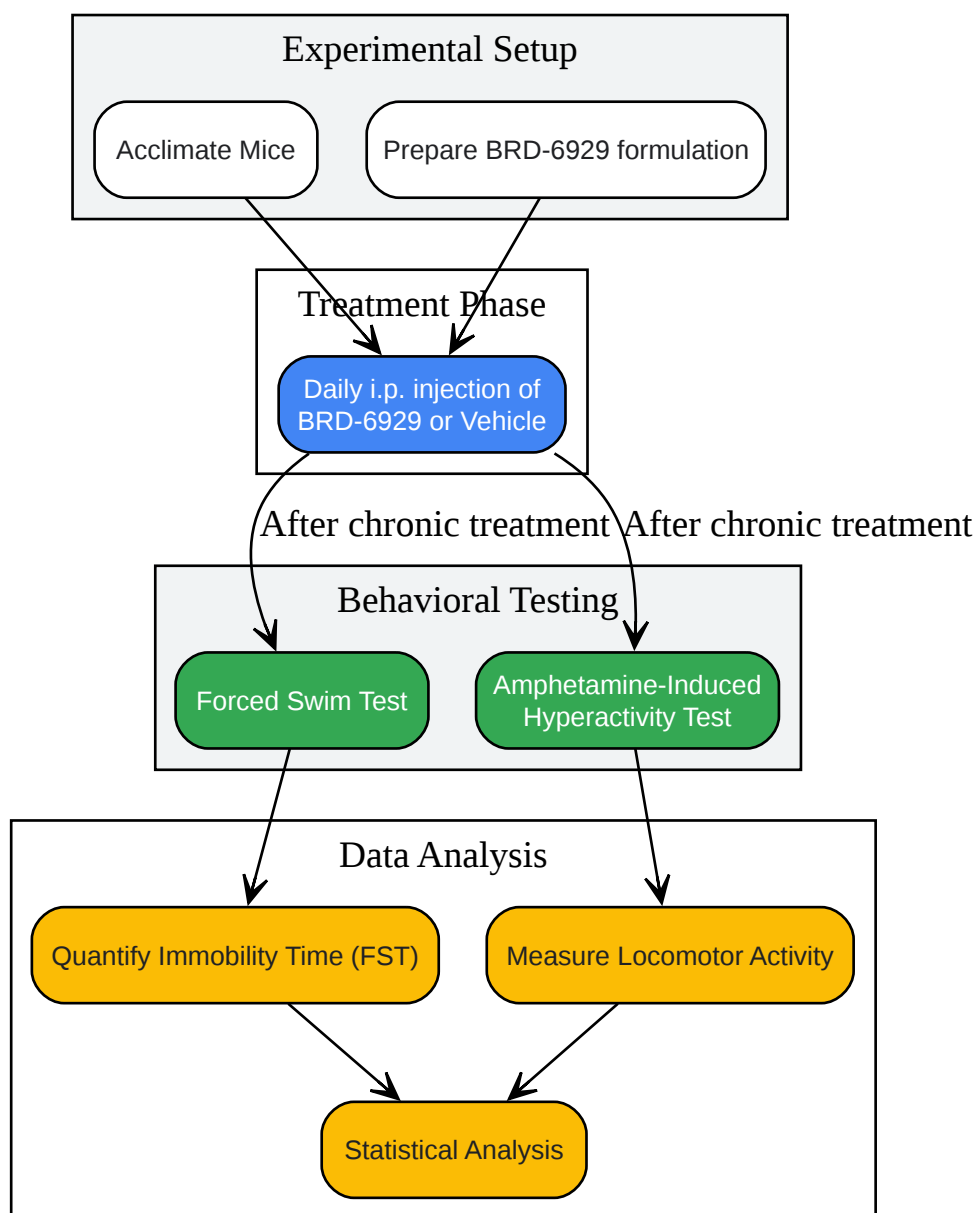 Experimental Setup
Acclimate Mice
Prepare BRD-6929 formulation
Treatment Phase
Daily i.p. injection of
BRD-6929 or Vehicle
After chronic treatment
After chronic treatment
Behavioral Testing
Forced Swim Test
Amphetamine-Induced
Hyperactivity Test
Data Analysis
Quantify Immobility Time (FST)
Measure Locomotor Activity
Statistical Analysis